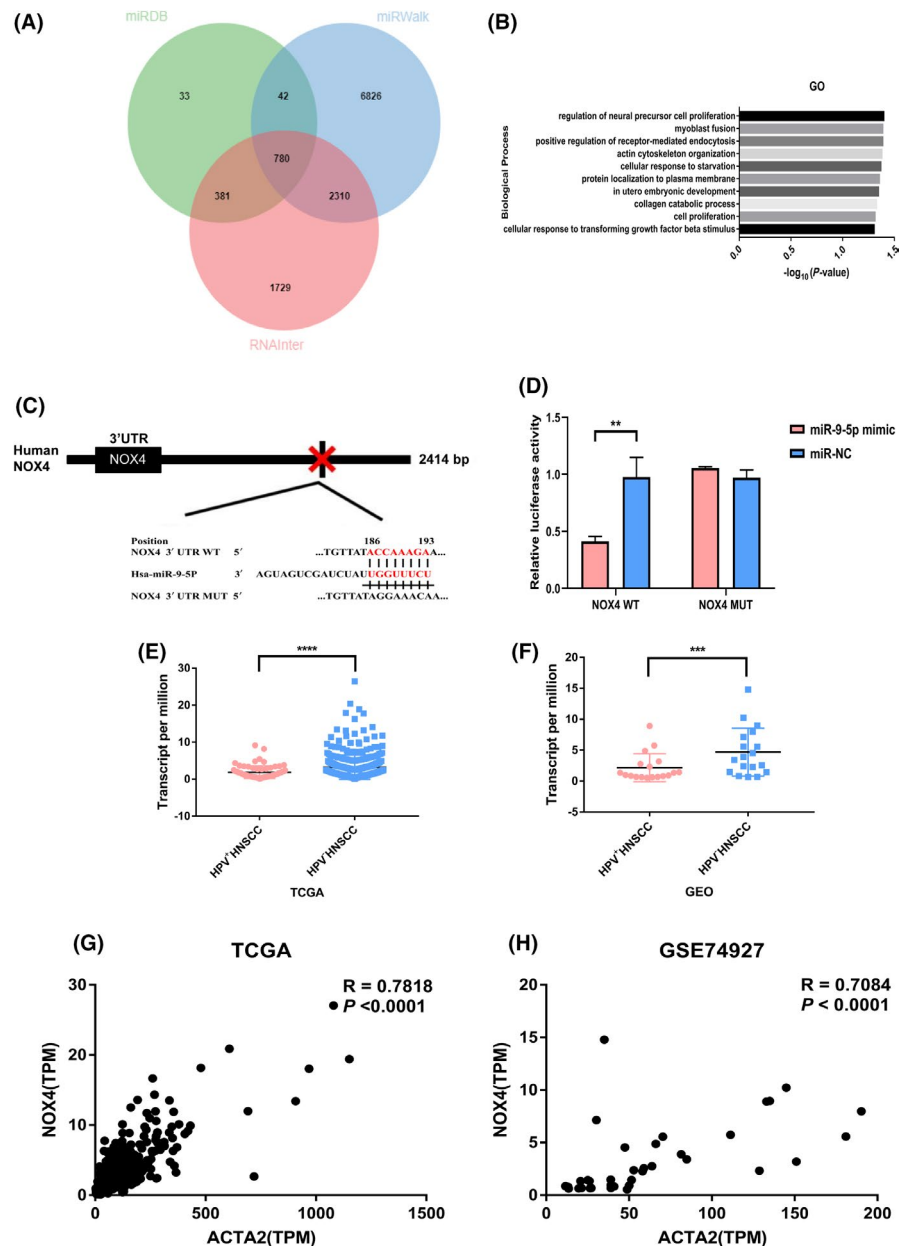 (A)
miRDB
miRWalk
33
42
6826
780
381
2310
1729
RNAInter
(B)
GO
Biological Process
regulation of neural precursor cell proliferation
myoblast fusion
positive regulation of receptor-mediated endocytosis
actin cytoskeleton organization
cellular response to starvation
protein localization to plasma membrane
in utero embryonic development
collagen catabolic process
cell proliferation
cellular response to transforming growth factor beta stimulus
0.0 0.5 1.0 1.5
-log10 (P-value)
(C)
3'UTR
Human NOX4
NOX4
2414 bp
Position 186 193
NOX4 3' UTR WT 5' ...TGTTATACCAAAGAA...
Hsa-miR-9-5P 3' AGUAGUCGAUCUAUUGGUUUCU
NOX4 3' UTR MUT 5' ...TGTTATAGGAAACAA...
(D)
Relative luciferase activity
1.5
1.0
0.5
0.0
**
NOX4 WT
NOX4 MUT
miR-9-5p mimic
miR-NC
(E)
Transcript per million
30
20
10
0
-10
****
HPV+HNSCC
HPV-HNSCC
TCGA
(F)
Transcript per million
20
15
10
5
0
-5
***
HPV+HNSCC
HPV-HNSCC
GEO
(G)
TCGA
R = 0.7818
P <0.0001
NOX4(TPM)
30
20
10
0
0 500 1000 1500
ACTA2(TPM)
(H)
GSE74927
R = 0.7084
P < 0.0001
NOX4(TPM)
20
15
10
5
0
0 50 100 150 200
ACTA2(TPM)